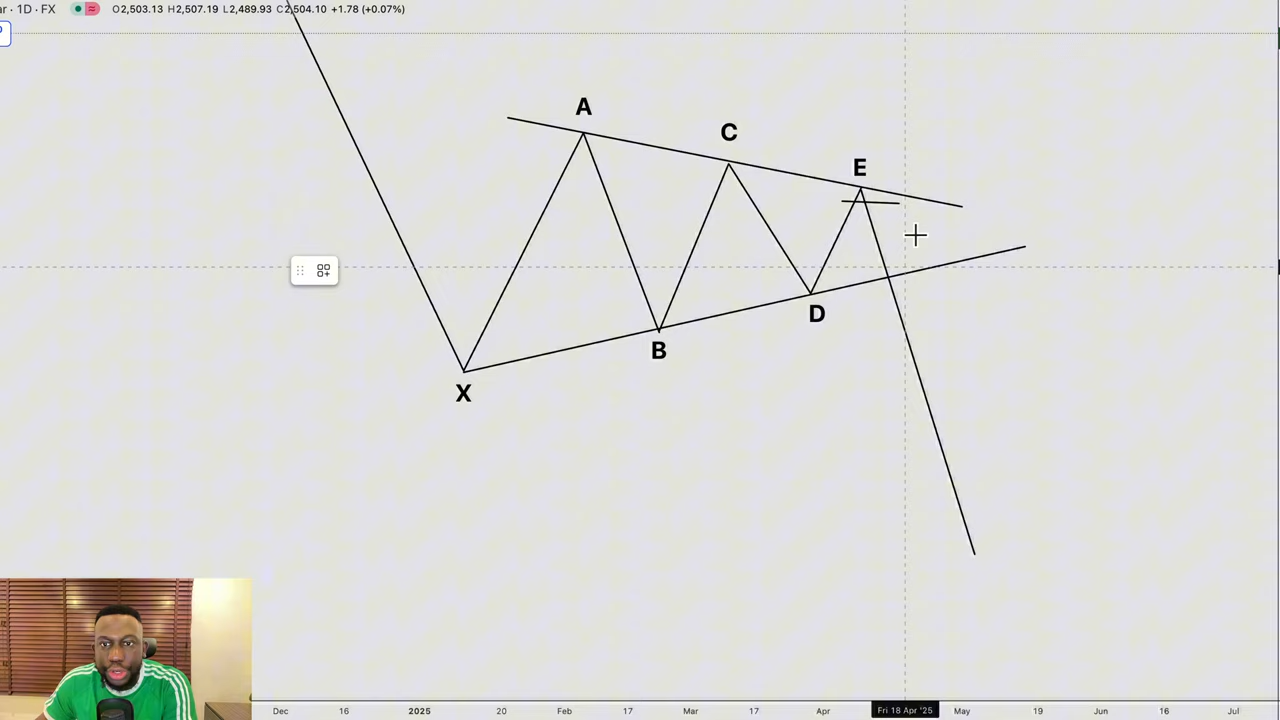 ar · 1D · FX O2,503.13 H2,507.19 L2,489.93 C2,504.10 +1.78 (+0.07%)
A
C
E
D
B
X
Dec 16 2025 20 Feb 17 Mar 17 Apr Fri 18 Apr '25 May 19 Jun 16 Jul